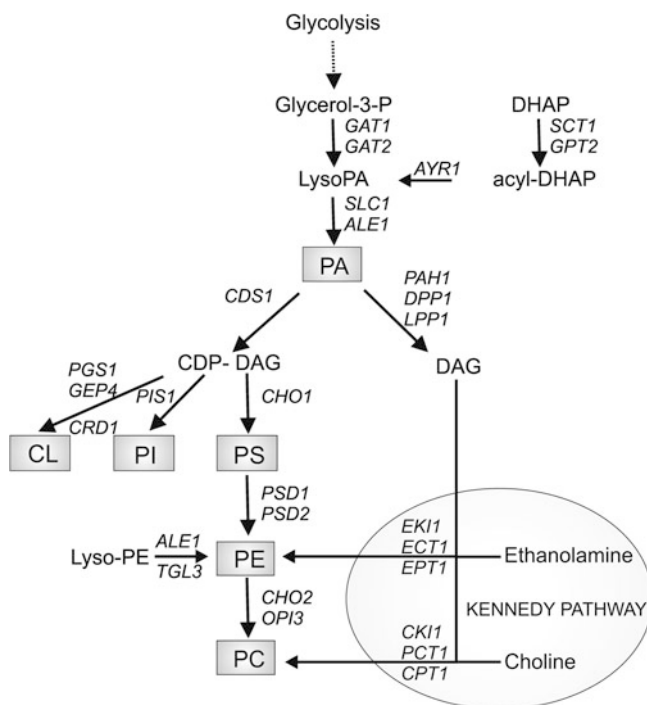 Glycolysis
Glycerol-3-P
DHAP
GAT1
GAT2
SCT1
GPT2
LysoPA
AYR1
acyl-DHAP
SLC1
ALE1
PA
CDS1
PAH1
DPP1
LPP1
CDP- DAG
DAG
PGS1
GEP4
PIS1
CHO1
CRD1
CL
PI
PS
PSD1
PSD2
Lyso-PE
ALE1
TGL3
PE
EKI1
ECT1
EPT1
Ethanolamine
CHO2
OPI3
KENNEDY PATHWAY
CKI1
PCT1
CPT1
PC
Choline